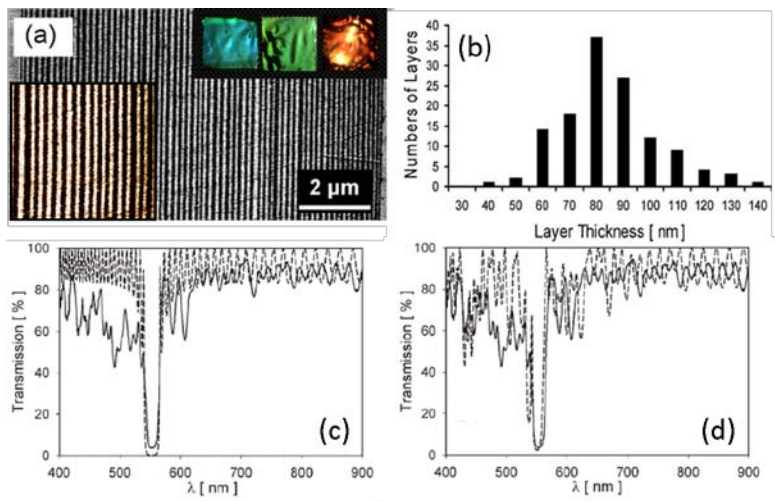 (a)
2 µm
(b)
Numbers of Layers
40
35
30
25
20
15
10
5
0
30 40 50 60 70 80 90 100 110 120 130 140
Layer Thickness [ nm ]
(c)
Transmission [ % ]
100
80
60
40
20
0
400 500 600 700 800 900
λ [ nm ]
(d)
Transmission [ % ]
100
80
60
40
20
0
400 500 600 700 800 900
λ [ nm ]